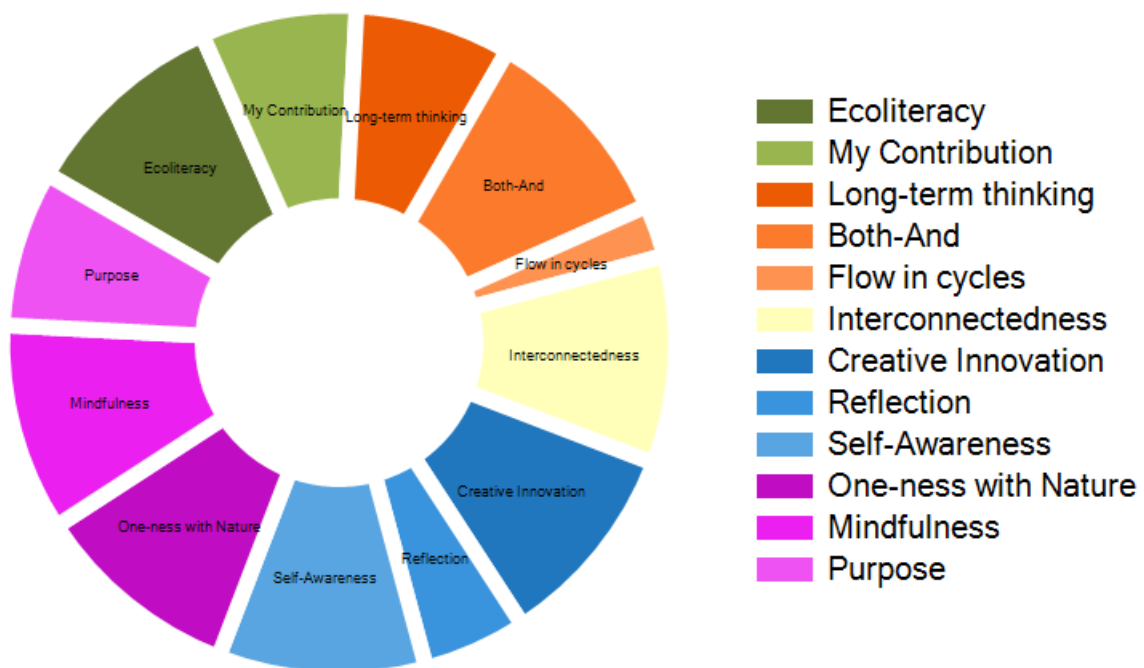 My Contribution
Long-term thinking
Ecoliteracy
Both-And
Purpose
Flow in cycles
Interconnectedness
Mindfulness
Creative Innovation
One-ness with Nature
Reflection
Self-Awareness
Ecoliteracy
My Contribution
Long-term thinking
Both-And
Flow in cycles
Interconnectedness
Creative Innovation
Reflection
Self-Awareness
One-ness with Nature
Mindfulness
Purpose